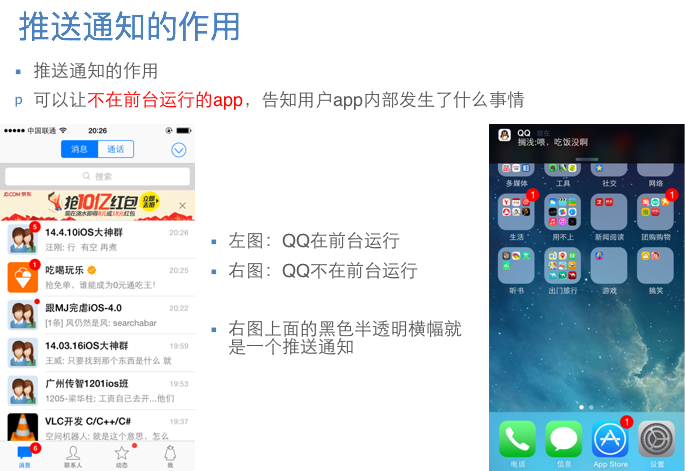 推送通知的作用
推送通知的作用
p 可以让不在前台运行的app，告知用户app内部发生了什么事情
中国联通 20:26
消息 通话
搜索
JD.COM 京东
抢10亿红包 立即去抢
5
14.4.10iOS大神群 20:26
汪刚: 行 有空 再煮
1
吃喝玩乐 20:25
抢免单，谁能成为0元通吃王!
跟MJ完虐iOS-4.0 20:22
[1条] 风仍然是风: searchabar
14.03.16iOS大神群 19:59
王威: 只要找到那个东西是什么 就
广州传智1201ios班 19:53
1205-梁华柱: 工资自己去开...他们
VLC开发 C/C++/C# 19:37
空间机器人: 就是这个意思，怎么
6
消息 联系人 动态 我
左图：QQ在前台运行
右图：QQ不在前台运行
右图上面的黑色半透明横幅就
是一个推送通知
QQ 现在
搁浅:喂，吃饭没啊
多媒体 工具 社交 网络
1 1
生活 用不上 新闻阅读 团购购物
听书 出门旅行 游戏 搞笑
1
电话 信息 App Store 设置